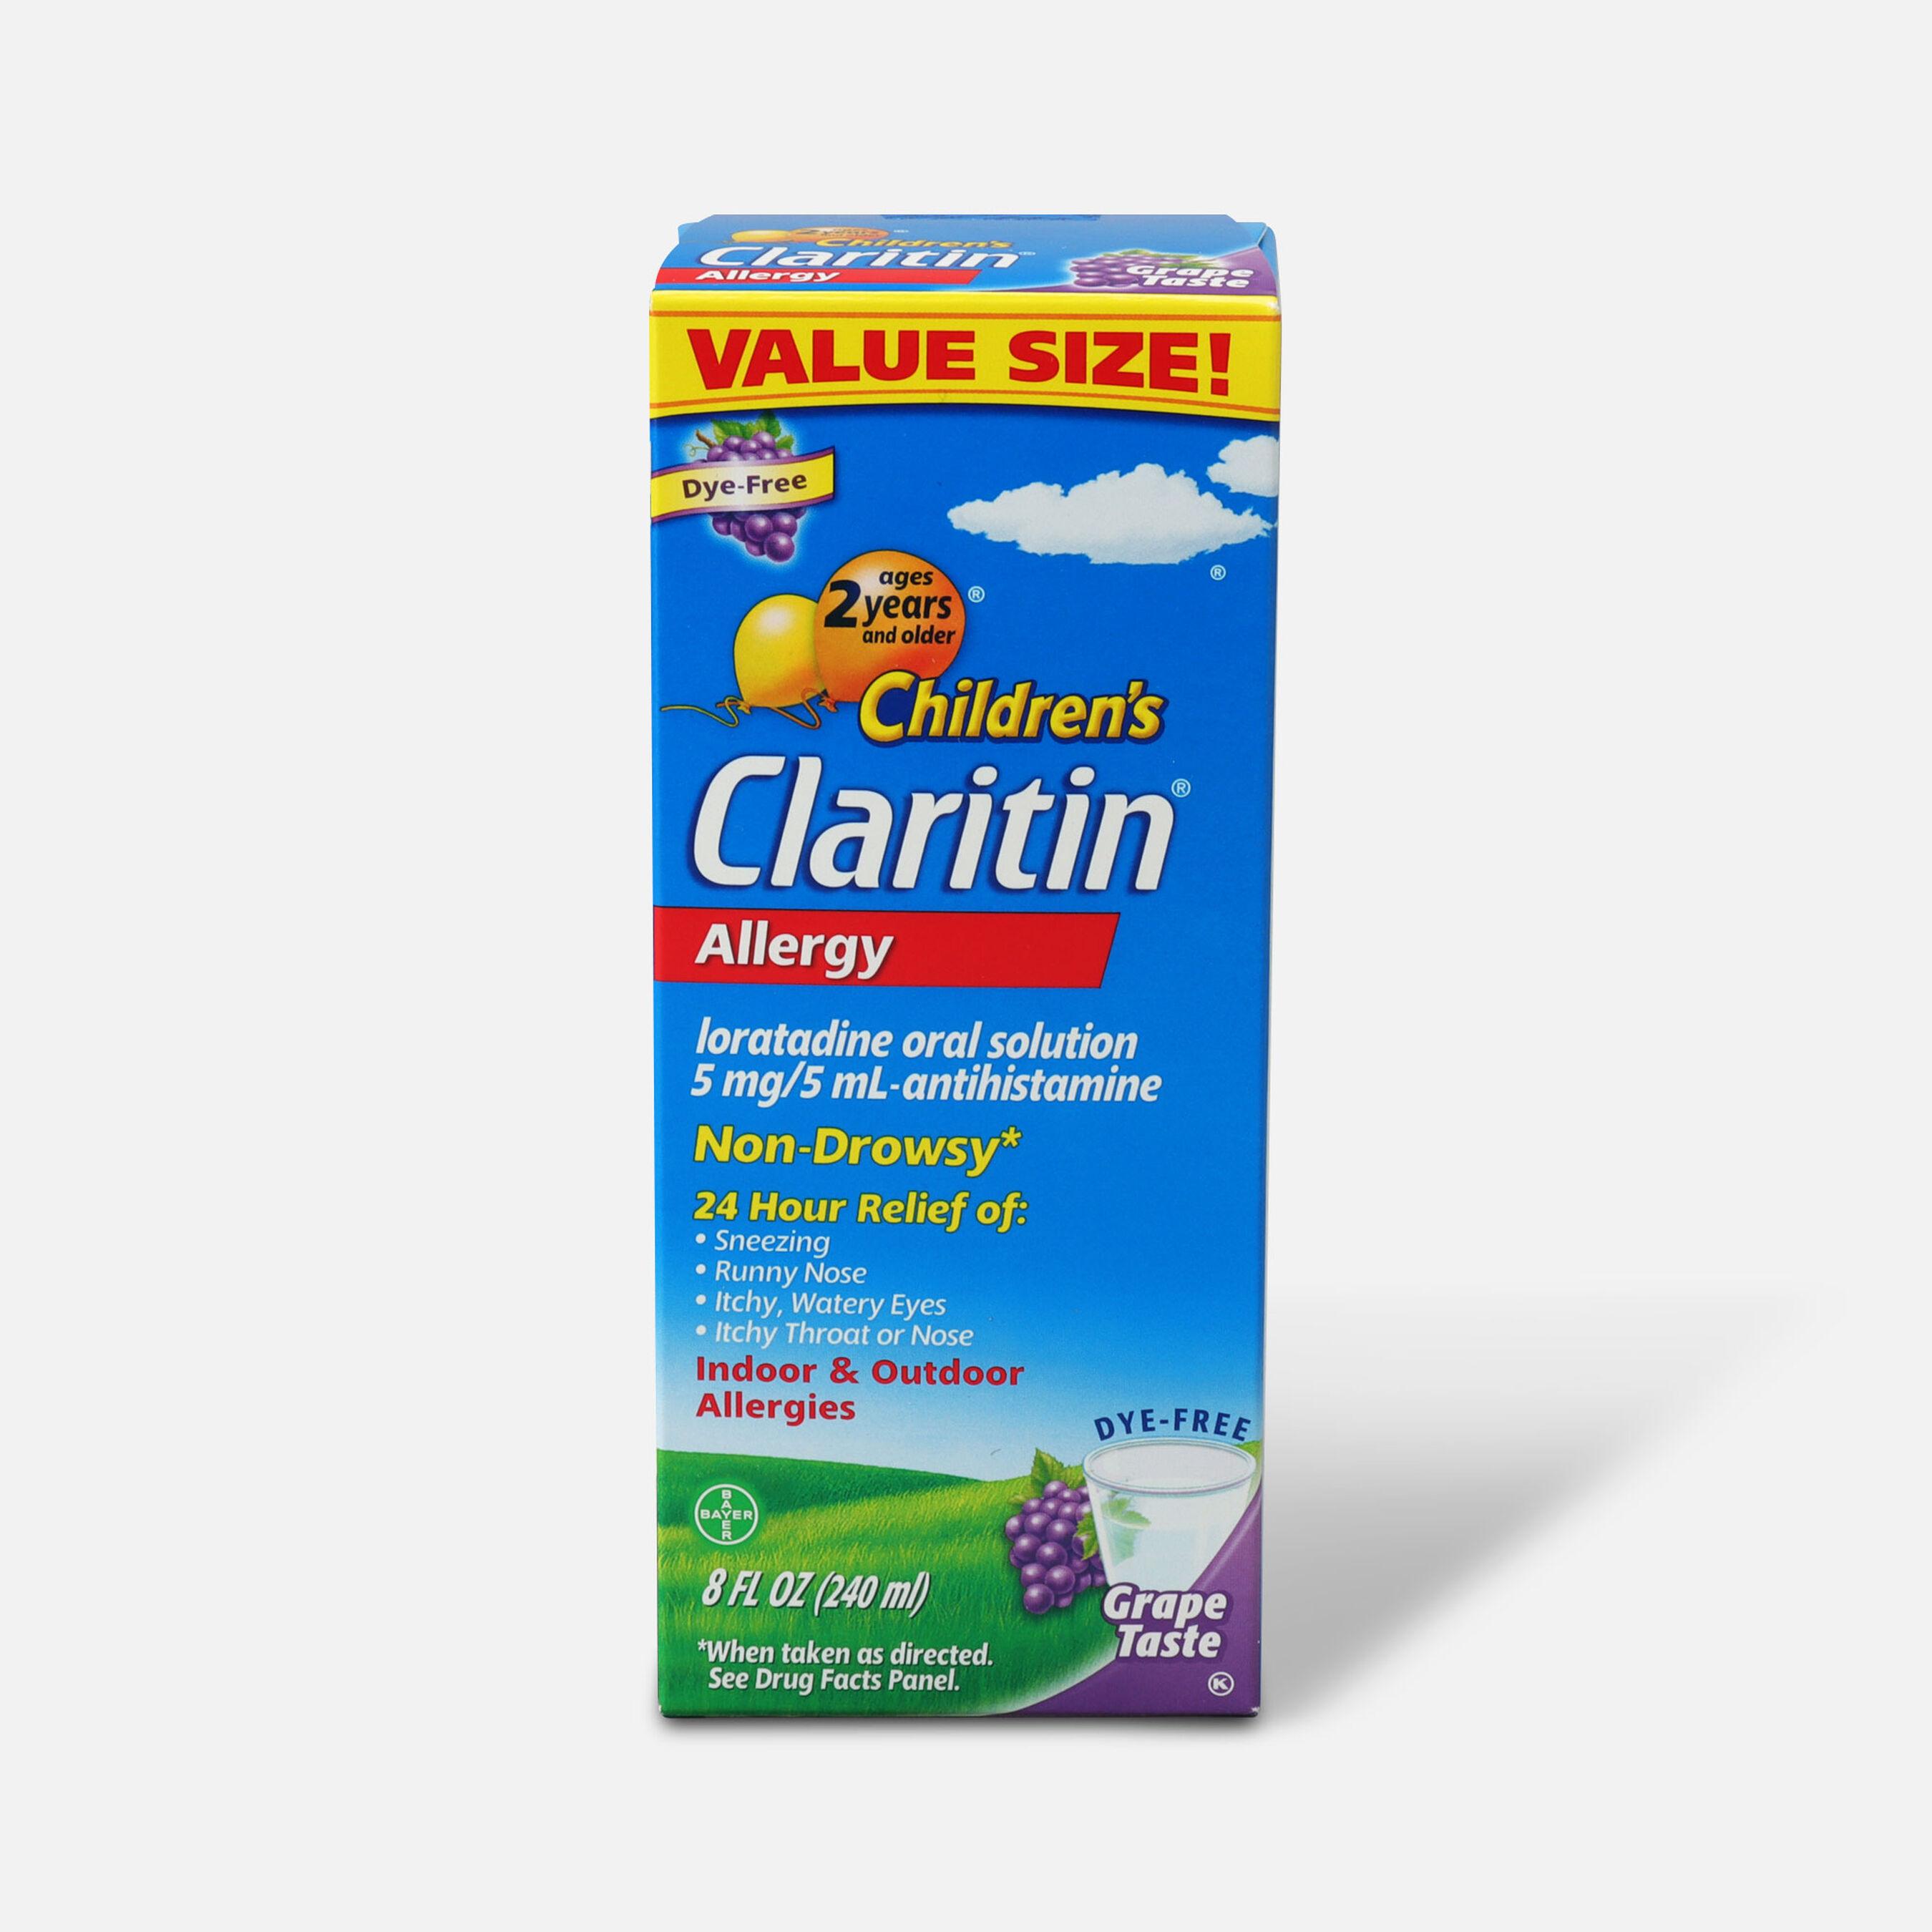 2 years
Children's
Claritin®
Allergy
Grape
Taste
VALUE SIZE!
Dye-Free
®
ages
2 years
and older
®
Children's
Claritin®
Allergy
loratadine oral solution
5 mg/5 mL-antihistamine
Non-Drowsy*
24 Hour Relief of:
• Sneezing
• Runny Nose
• Itchy, Watery Eyes
• Itchy Throat or Nose
Indoor & Outdoor
Allergies
DYE-FREE
BAYER
BAYER
8 FL OZ (240 ml)
Grape
Taste
*When taken as directed.
See Drug Facts Panel.
K